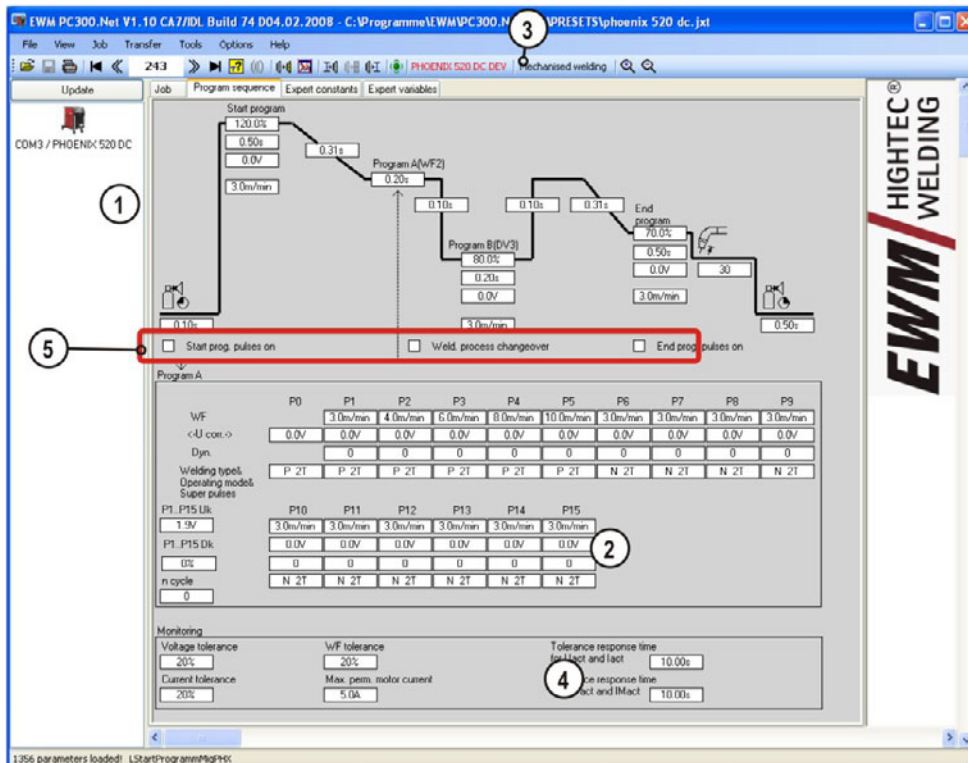 EWM PC300.Net V1.10 CA7/IDL Build 74 D04.02.2008 - C:\Programme\EWM\PC300.N \PRESETS\phoenix 520 dc.jxt
3
File View Job Transfer Tools Options Help
243 PHOENIX 520 DC DEV Mechanised welding
Update
Job Program sequence Expert constants Expert variables
COM3 / PHOENIX 520 DC
1
Start program
120.0%
0.50s
0.0V
3.0m/min
0.31s
Program A(WF2)
0.20s
0.10s
Program B(DV3)
80.0%
0.20s
0.0V
3.0m/min
0.10s
0.31s
End
program
70.0%
0.50s
0.0V
3.0m/min
30
0.10s
0.50s
5
Start prog. pulses on Weld. process changeover End prog. pulses on
Program A
P0 P1 P2 P3 P4 P5 P6 P7 P8 P9
WF 3.0m/min 4.0m/min 6.0m/min 8.0m/min 10.0m/min 3.0m/min 3.0m/min 3.0m/min 3.0m/min
<-U corr.-> 0.0V 0.0V 0.0V 0.0V 0.0V 0.0V 0.0V 0.0V 0.0V 0.0V
Dyn. 0 0 0 0 0 0 0 0 0
Welding type& P 2T P 2T P 2T P 2T P 2T P 2T N 2T N 2T N 2T N 2T
Operating mode&
Super pulses
P1..P15 Uk P10 P11 P12 P13 P14 P15
1.9V 3.0m/min 3.0m/min 3.0m/min 3.0m/min 3.0m/min 3.0m/min
P1..P15 Dk 0.0V 0.0V 0.0V 0.0V 0.0V 0.0V
2
0% 0 0 0 0 0 0
n cycle N 2T N 2T N 2T N 2T N 2T N 2T
0
Monitoring
Voltage tolerance WF tolerance Tolerance response time
20% 20% for Uact and Iact 10.00s
Current tolerance Max. perm. motor current ce response time
20% 5.0A 4 act and IMact 10.00s
1356 parameters loaded! LStartProgrammMigPHX
EWM HIGHTEC®
WELDING